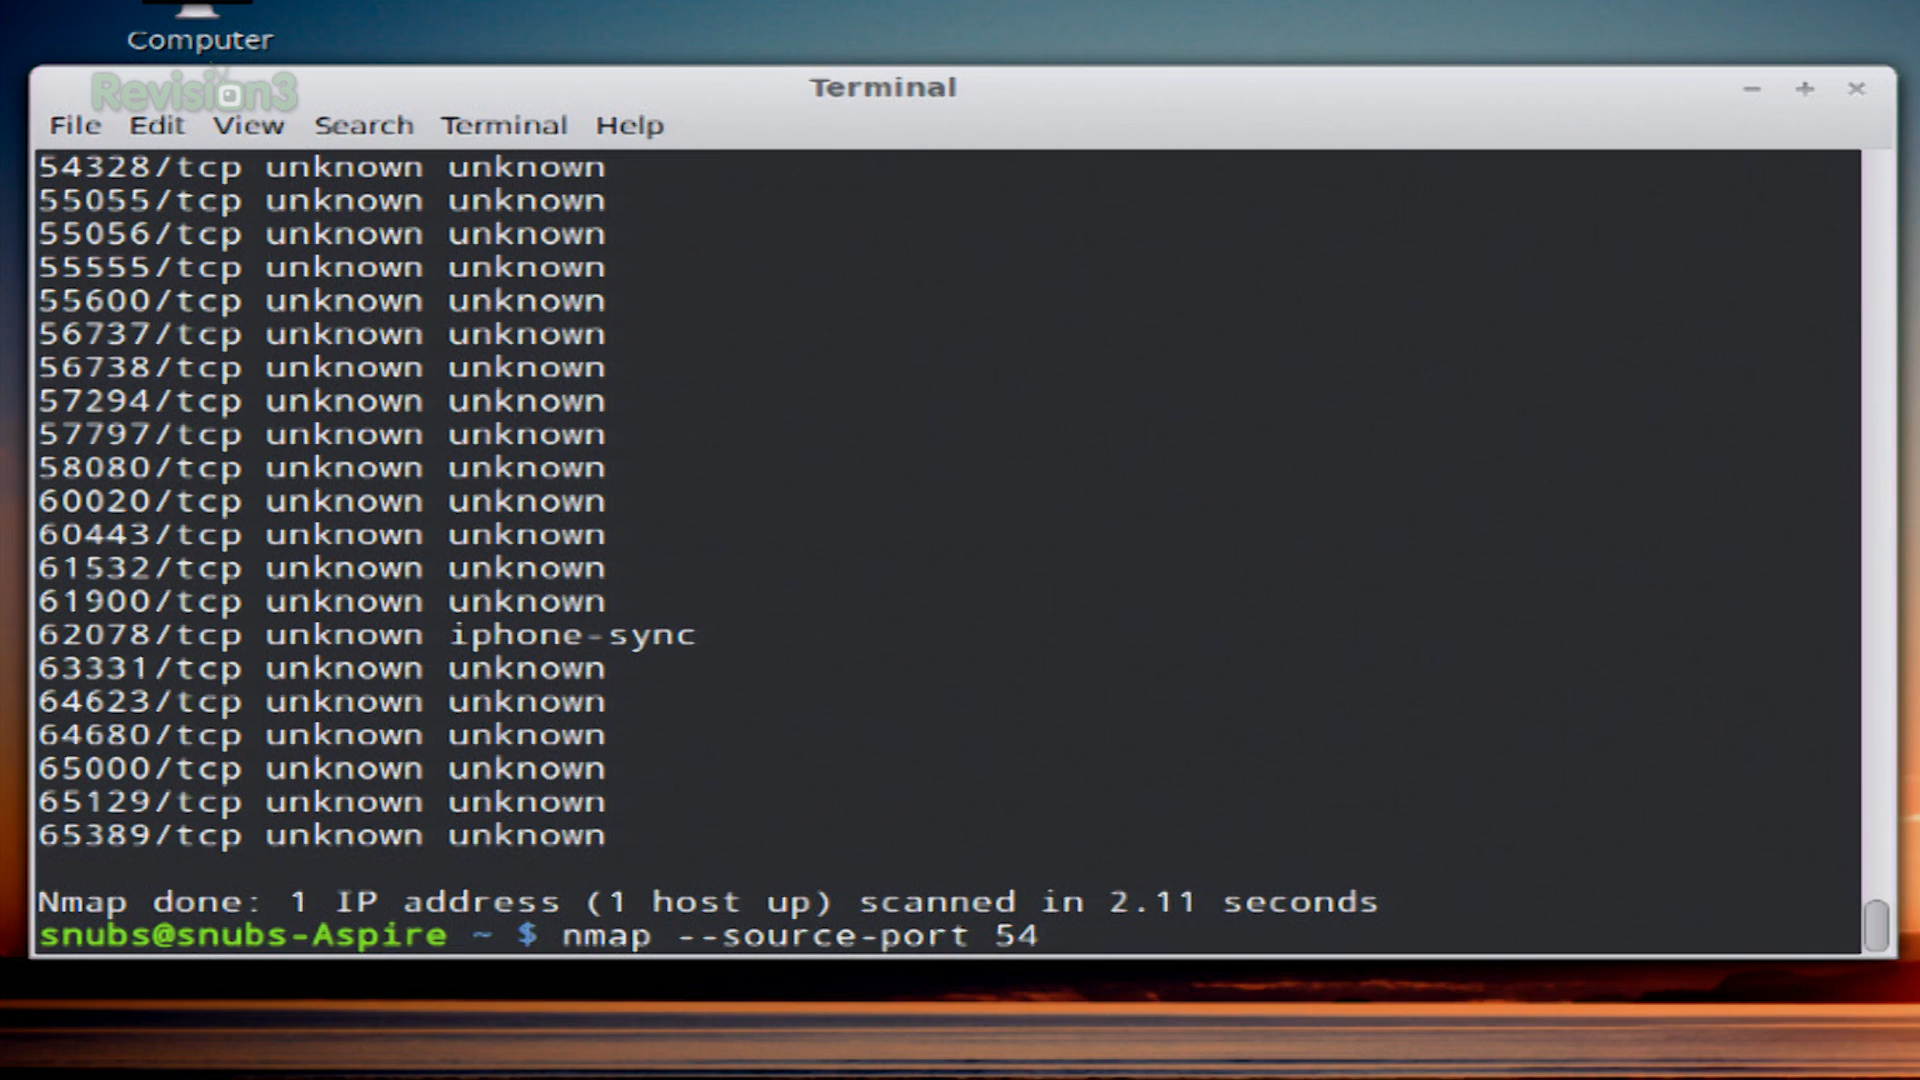 Computer
Terminal
Revision3
File Edit View Search Terminal Help
54328/tcp unknown unknown
55055/tcp unknown unknown
55056/tcp unknown unknown
55555/tcp unknown unknown
55600/tcp unknown unknown
56737/tcp unknown unknown
56738/tcp unknown unknown
57294/tcp unknown unknown
57797/tcp unknown unknown
58080/tcp unknown unknown
60020/tcp unknown unknown
60443/tcp unknown unknown
61532/tcp unknown unknown
61900/tcp unknown unknown
62078/tcp unknown iphone-sync
63331/tcp unknown unknown
64623/tcp unknown unknown
64680/tcp unknown unknown
65000/tcp unknown unknown
65129/tcp unknown unknown
65389/tcp unknown unknown
Nmap done: 1 IP address (1 host up) scanned in 2.11 seconds
snubs@snubs-Aspire ~ $ nmap --source-port 54